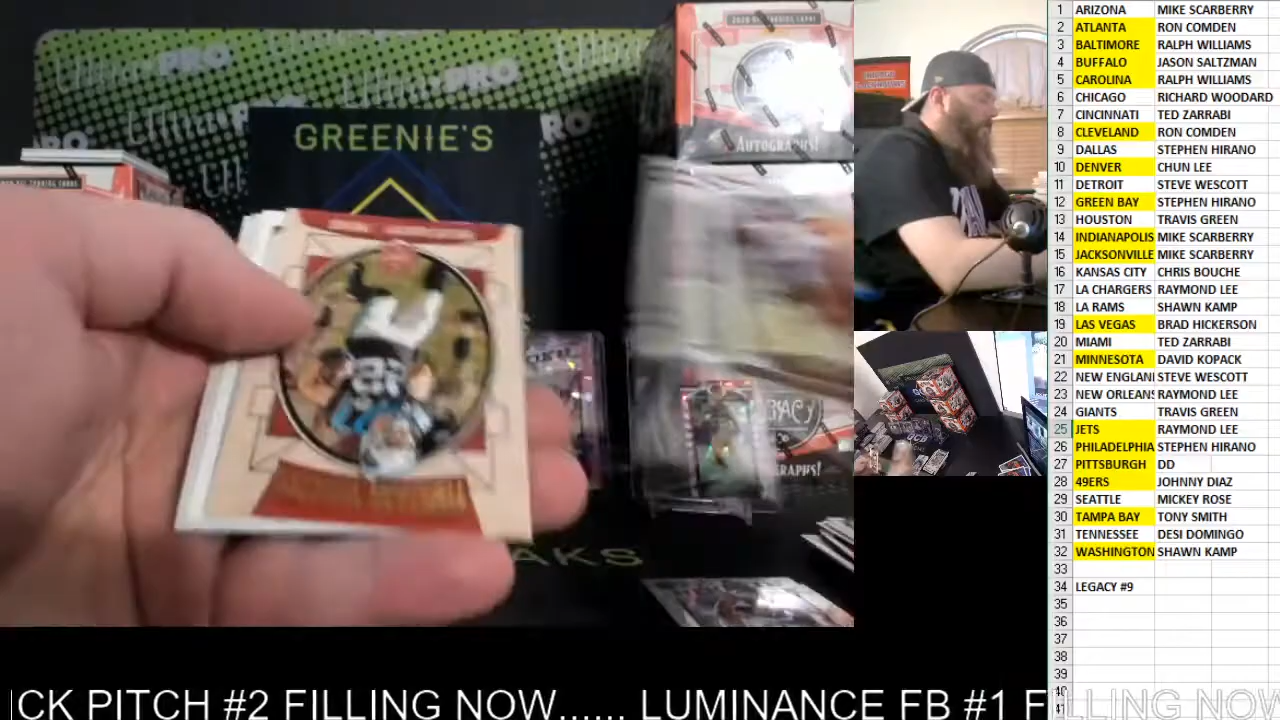 GREENIE'S
AKS
AUTOGRAPHS!
1 ARIZONA MIKE SCARBERRY
2 ATLANTA RON COMDEN
3 BALTIMORE RALPH WILLIAMS
4 BUFFALO JASON SALTZMAN
5 CAROLINA RALPH WILLIAMS
6 CHICAGO RICHARD WOODARD
7 CINCINNATI TED ZARRABI
8 CLEVELAND RON COMDEN
9 DALLAS STEPHEN HIRANO
10 DENVER CHUN LEE
11 DETROIT STEVE WESCOTT
12 GREEN BAY STEPHEN HIRANO
13 HOUSTON TRAVIS GREEN
14 INDIANAPOLIS MIKE SCARBERRY
15 JACKSONVILLE MIKE SCARBERRY
16 KANSAS CITY CHRIS BOUCHE
17 LA CHARGERS RAYMOND LEE
18 LA RAMS SHAWN KAMP
19 LAS VEGAS BRAD HICKERSON
20 MIAMI TED ZARRABI
21 MINNESOTA DAVID KOPACK
22 NEW ENGLAN STEVE WESCOTT
23 NEW ORLEANS RAYMOND LEE
24 GIANTS TRAVIS GREEN
25 JETS RAYMOND LEE
26 PHILADELPHIA STEPHEN HIRANO
27 PITTSBURGH DD
28 49ERS JOHNNY DIAZ
29 SEATTLE MICKEY ROSE
30 TAMPA BAY TONY SMITH
31 TENNESSEE DESI DOMINGO
32 WASHINGTON SHAWN KAMP
33
34 LEGACY #9
35
36
37
38
39
40
41
CK PITCH #2 FILLING NOW...... LUMINANCE FB #1 FILLING NOW